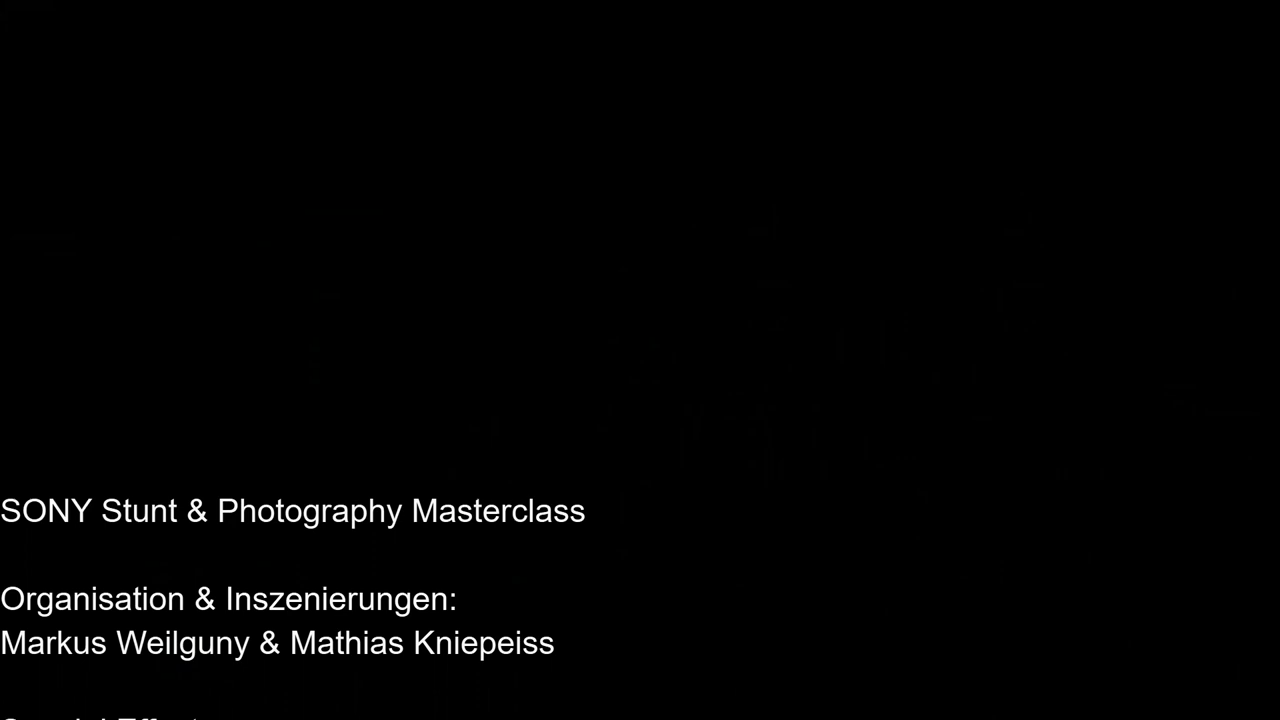 SONY Stunt & Photography Masterclass
Organisation & Inszenierungen:
Markus Weilguny & Mathias Kniepeiss